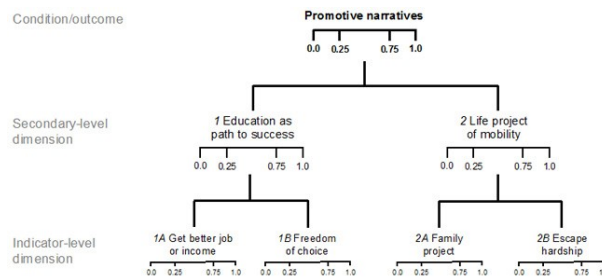 Condition/outcome
Promotive narratives
0.0 0.25 0.75 1.0
Secondary-level
dimension
1 Education as
path to success
0.0 0.25 0.75 1.0
2 Life project
of mobility
0.0 0.25 0.75 1.0
Indicator-level
dimension
1A Get better job
or income
0.0 0.25 0.75 1.0
1B Freedom
of choice
0.0 0.25 0.75 1.0
2A Family
project
0.0 0.25 0.75 1.0
2B Escape
hardship
0.0 0.25 0.75 1.0